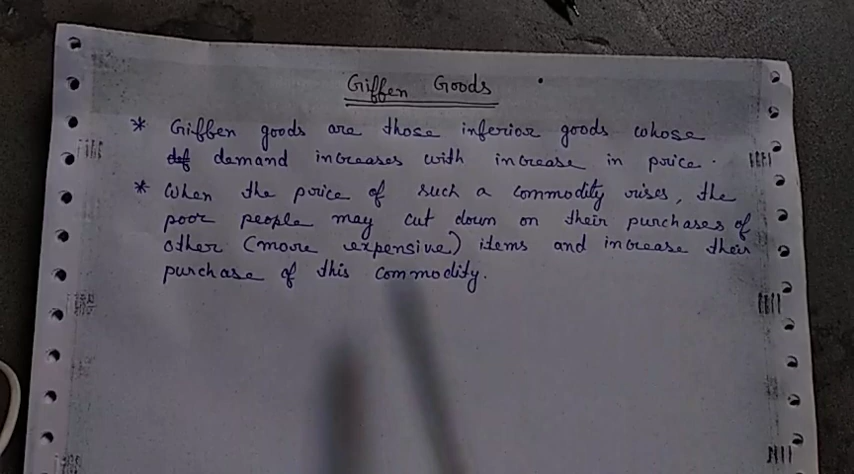 Giffen Goods
* Giffen goods are those inferior goods whose
demand increases with increase in price.
* When the price of such a commodity rises, the
poor people may cut down on their purchases of
other (more expensive) items and increase their
purchase of this commodity.